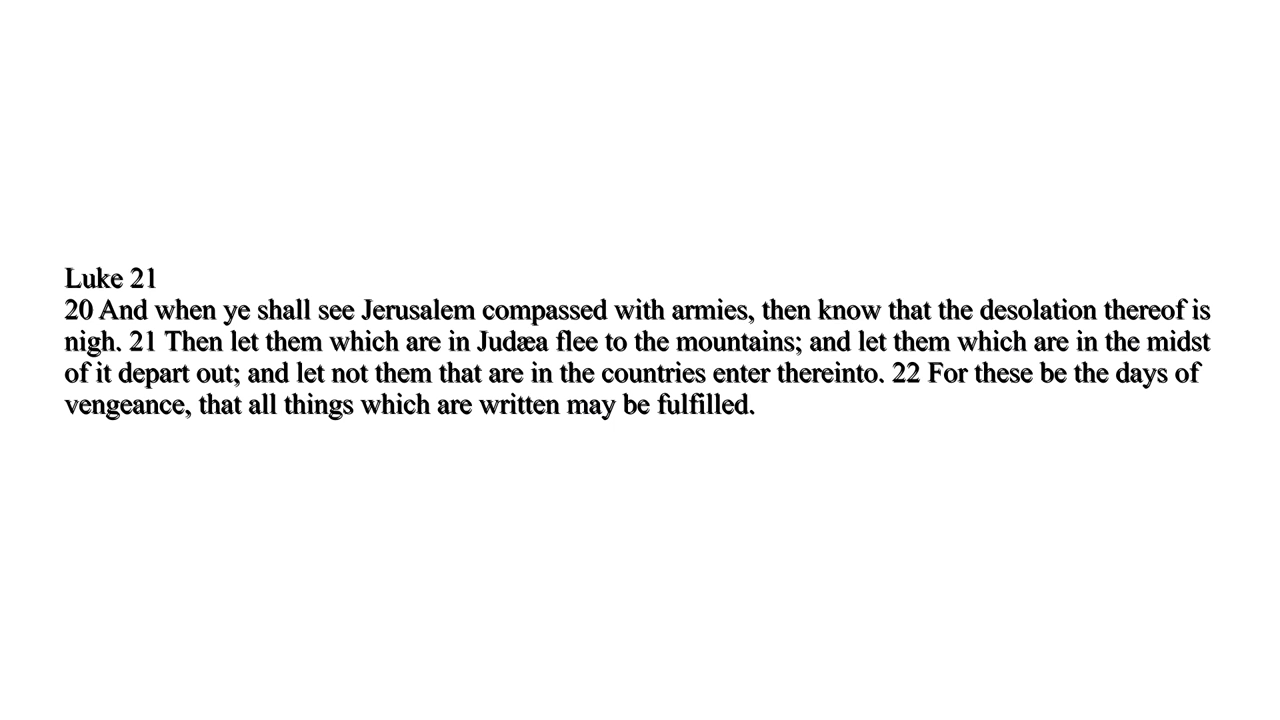 Luke 21
20 And when ye shall see Jerusalem compassed with armies, then know that the desolation thereof is
nigh. 21 Then let them which are in Judæa flee to the mountains; and let them which are in the midst
of it depart out; and let not them that are in the countries enter thereinto. 22 For these be the days of
vengeance, that all things which are written may be fulfilled.